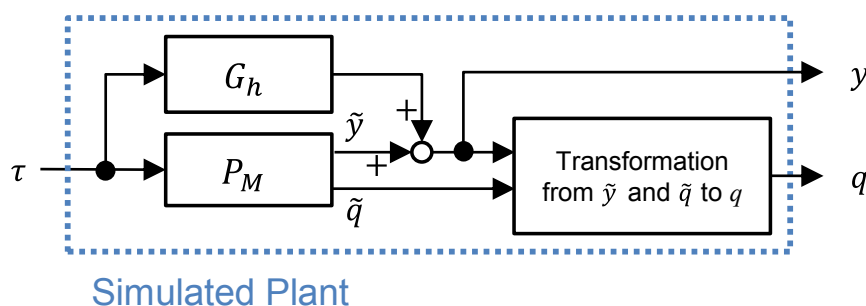 G_h
y
+
ỹ
+
τ
P_M
Transformation
from ỹ and q̃ to q
q
q̃
Simulated Plant